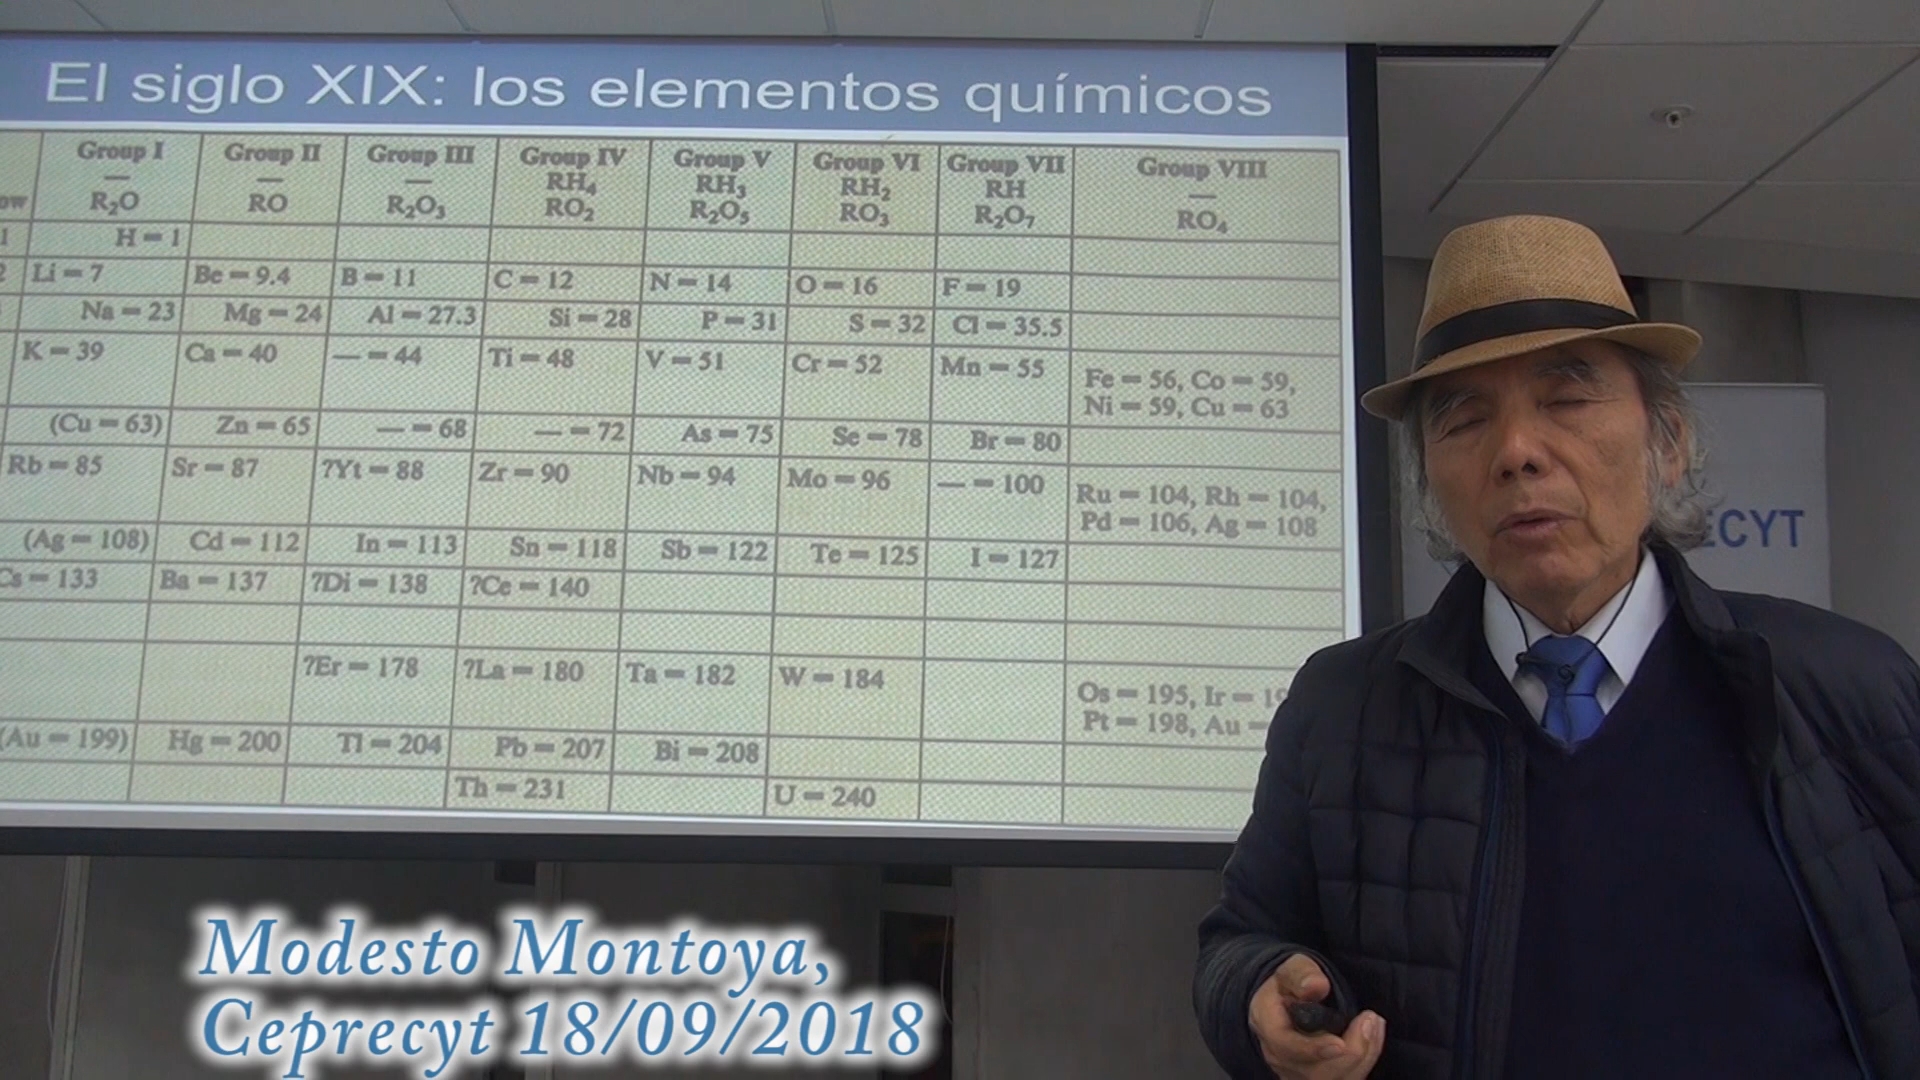 El siglo XIX: los elementos químicos
Group I Group II Group III Group IV Group V Group VI Group VII Group VIII
— — — RH₄ RH₃ RH₂ RH —
R₂O RO R₂O₃ RO₂ R₂O₅ RO₃ R₂O₇ RO₄
1 H = 1
2 Li = 7 Be = 9.4 B = 11 C = 12 N = 14 O = 16 F = 19
Na = 23 Mg = 24 Al = 27.3 Si = 28 P = 31 S = 32 Cl = 35.5
K = 39 Ca = 40 — = 44 Ti = 48 V = 51 Cr = 52 Mn = 55 Fe = 56, Co = 59,
Ni = 59, Cu = 63
(Cu = 63) Zn = 65 — = 68 — = 72 As = 75 Se = 78 Br = 80
Rb = 85 Sr = 87 ?Yt = 88 Zr = 90 Nb = 94 Mo = 96 — = 100 Ru = 104, Rh = 104,
Pd = 106, Ag = 108
(Ag = 108) Cd = 112 In = 113 Sn = 118 Sb = 122 Te = 125 I = 127
Cs = 133 Ba = 137 ?Di = 138 ?Ce = 140
?Er = 178 ?La = 180 Ta = 182 W = 184 Os = 195, Ir =
Pt = 198, Au =
(Au = 199) Hg = 200 Tl = 204 Pb = 207 Bi = 208
Th = 231 U = 240
ECYT
Modesto Montoya,
Ceprecyt 18/09/2018